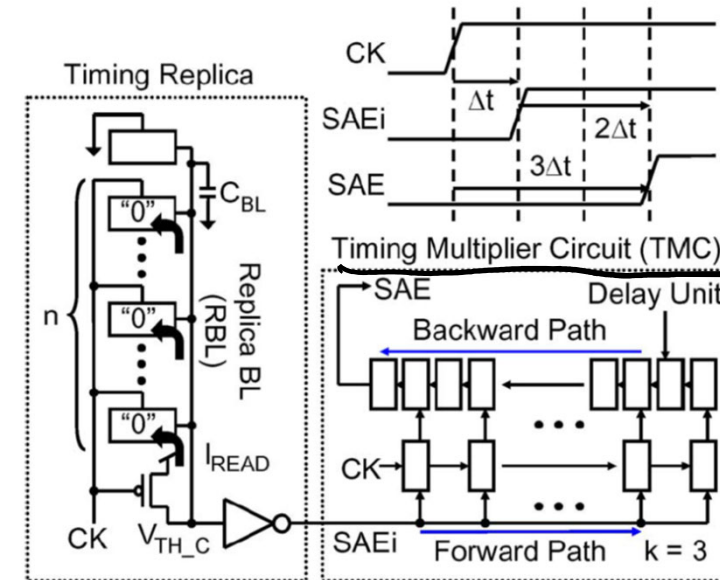 Timing Replica
CK
Δt
SAEi
2Δt
3Δt
SAE
C_BL
"0"
n
"0"
Replica BL
(RBL)
"0"
I_READ
CK
V_TH_C
Timing Multiplier Circuit (TMC)
SAE
Delay Unit
Backward Path
CK
SAEi
Forward Path
k = 3